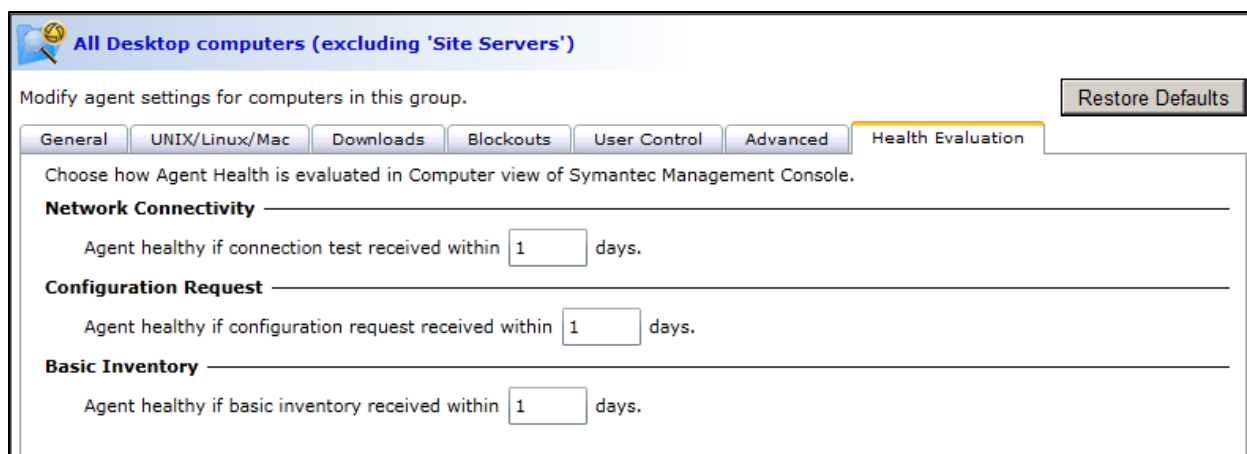 All Desktop computers (excluding 'Site Servers')
Modify agent settings for computers in this group.
Restore Defaults
General UNIX/Linux/Mac Downloads Blockouts User Control Advanced Health Evaluation
Choose how Agent Health is evaluated in Computer view of Symantec Management Console.
Network Connectivity
Agent healthy if connection test received within 1 days.
Configuration Request
Agent healthy if configuration request received within 1 days.
Basic Inventory
Agent healthy if basic inventory received within 1 days.